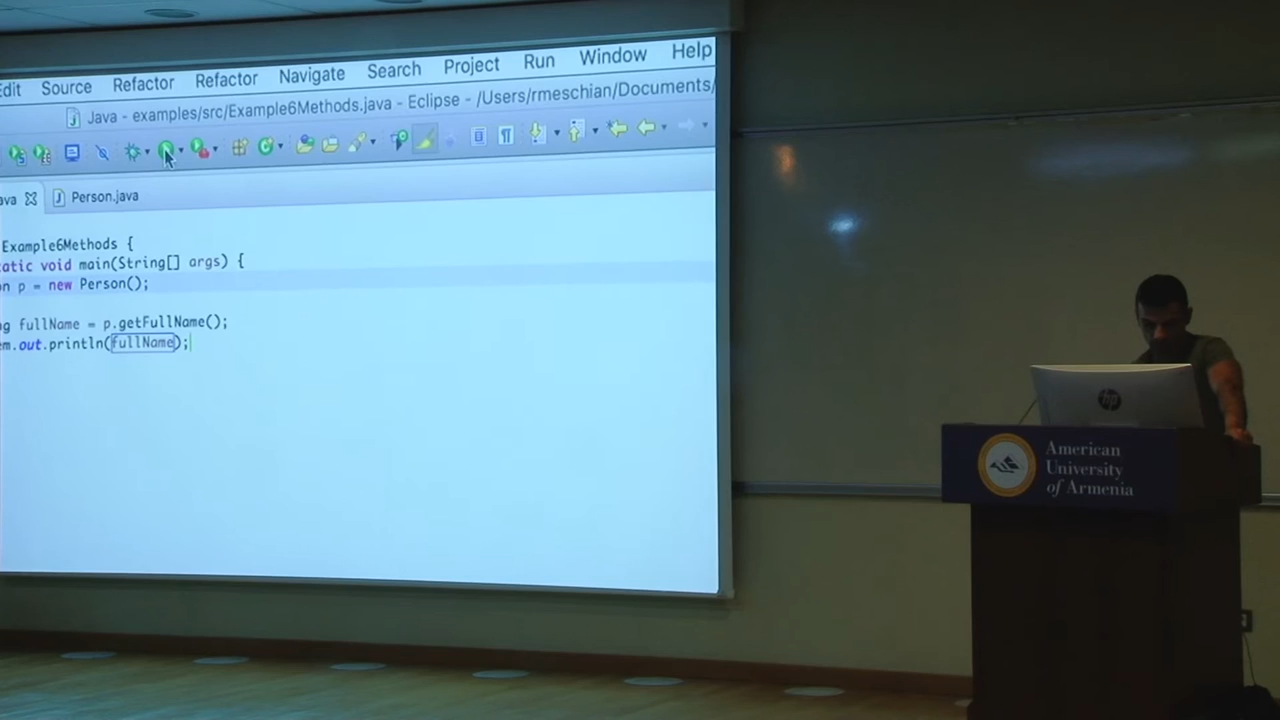 Edit Source Refactor Refactor Navigate Search Project Run Window Help
Java - examples/src/Example6Methods.java - Eclipse - /Users/rmeschian/Documents/
ava Person.java
Example6Methods {
atic void main(String[] args) {
on p = new Person();
ng fullName = p.getFullName();
em.out.println(fullName);
hp
American
University
of Armenia